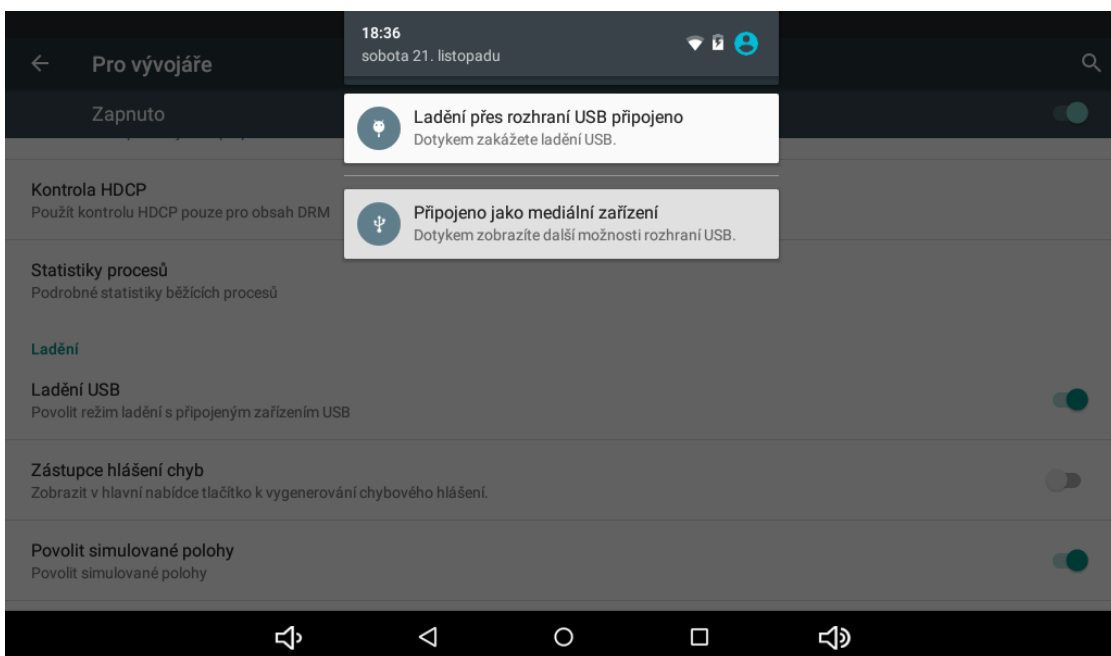 18:36
sobota 21. listopadu
Pro vývojáře
Zapnuto
Ladění přes rozhraní USB připojeno
Dotykem zakážete ladění USB.
Připojeno jako mediální zařízení
Dotykem zobrazíte další možnosti rozhraní USB.
Kontrola HDCP
Použít kontrolu HDCP pouze pro obsah DRM
Statistiky procesů
Podrobné statistiky běžících procesů
Ladění
Ladění USB
Povolit režim ladění s připojeným zařízením USB
Zástupce hlášení chyb
Zobrazit v hlavní nabídce tlačítko k vygenerování chybového hlášení.
Povolit simulované polohy
Povolit simulované polohy